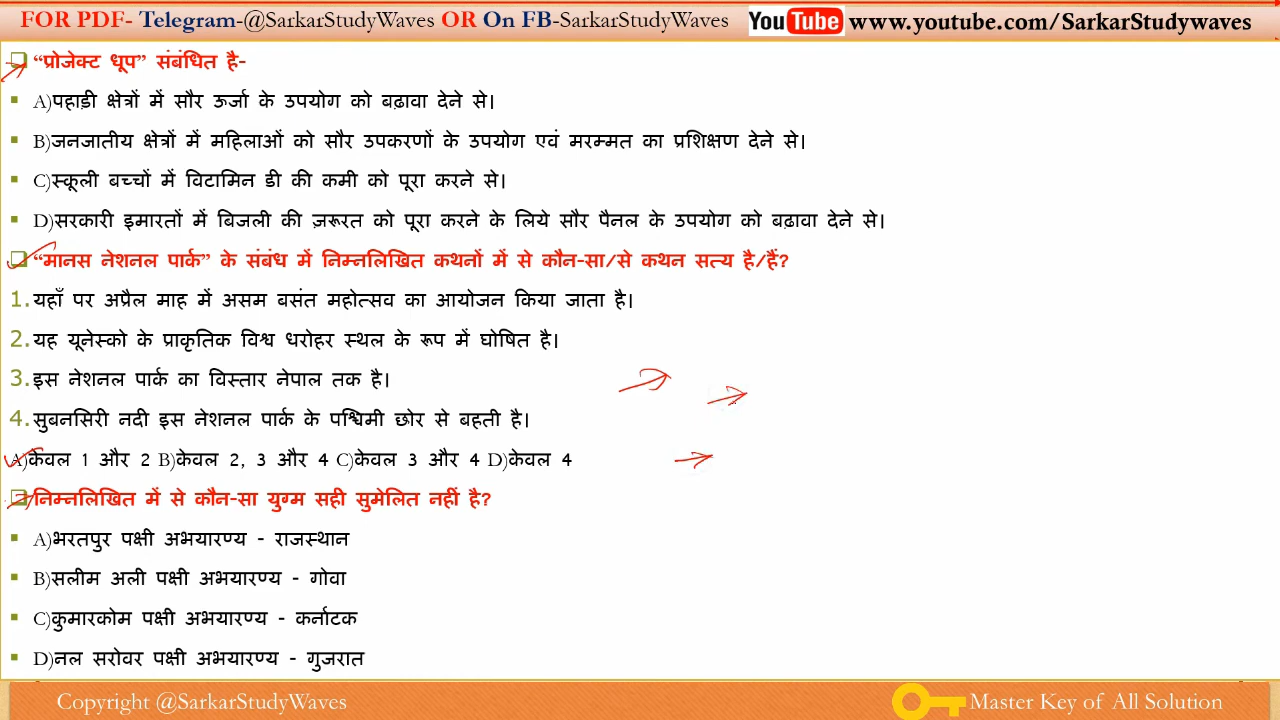 FOR PDF- Telegram-@SarkarStudyWaves OR On FB-SarkarStudyWaves YouTube www.youtube.com/SarkarStudywaves
“प्रोजेक्ट धूप” संबंधित है-
A)पहाड़ी क्षेत्रों में सौर ऊर्जा के उपयोग को बढ़ावा देने से।
B)जनजातीय क्षेत्रों में महिलाओं को सौर उपकरणों के उपयोग एवं मरम्मत का प्रशिक्षण देने से।
C)स्कूली बच्चों में विटामिन डी की कमी को पूरा करने से।
D)सरकारी इमारतों में बिजली की ज़रूरत को पूरा करने के लिये सौर पैनल के उपयोग को बढ़ावा देने से।
“मानस नेशनल पार्क” के संबंध में निम्नलिखित कथनों में से कौन-सा/से कथन सत्य है/हैं?
1. यहाँ पर अप्रैल माह में असम बसंत महोत्सव का आयोजन किया जाता है।
2. यह यूनेस्को के प्राकृतिक विश्व धरोहर स्थल के रूप में घोषित है।
3. इस नेशनल पार्क का विस्तार नेपाल तक है।
4. सुबनसिरी नदी इस नेशनल पार्क के पश्चिमी छोर से बहती है।
A)केवल 1 और 2 B)केवल 2, 3 और 4 C)केवल 3 और 4 D)केवल 4
निम्नलिखित में से कौन-सा युग्म सही सुमेलित नहीं है?
A)भरतपुर पक्षी अभयारण्य - राजस्थान
B)सलीम अली पक्षी अभयारण्य - गोवा
C)कुमारकोम पक्षी अभयारण्य - कर्नाटक
D)नल सरोवर पक्षी अभयारण्य - गुजरात
Copyright @SarkarStudyWaves Master Key of All Solution